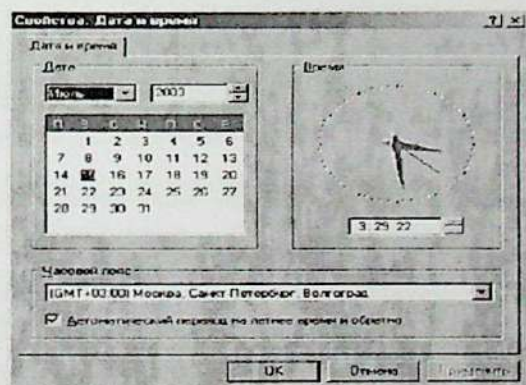 Свойства: Дата и время
Дата и время
Дата
Время
Июль 2003
П В С Ч П С В
1 2 3 4 5 6
7 8 9 10 11 12 13
14 15 16 17 18 19 20
21 22 23 24 25 26 27
28 29 30 31
3:29:22
Часовой пояс
(GMT+03:00) Москва, Санкт-Петербург, Волгоград
Автоматический переход на летнее время и обратно
OK Отмена Применить